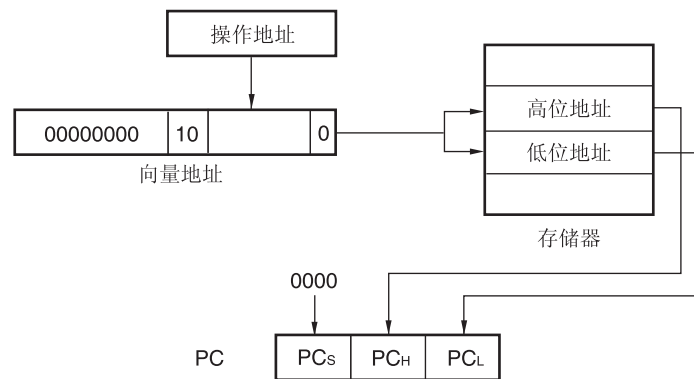 操作地址
高位地址
00000000 10 0
低位地址
向量地址
存储器
0000
PC PCS PCH PCL